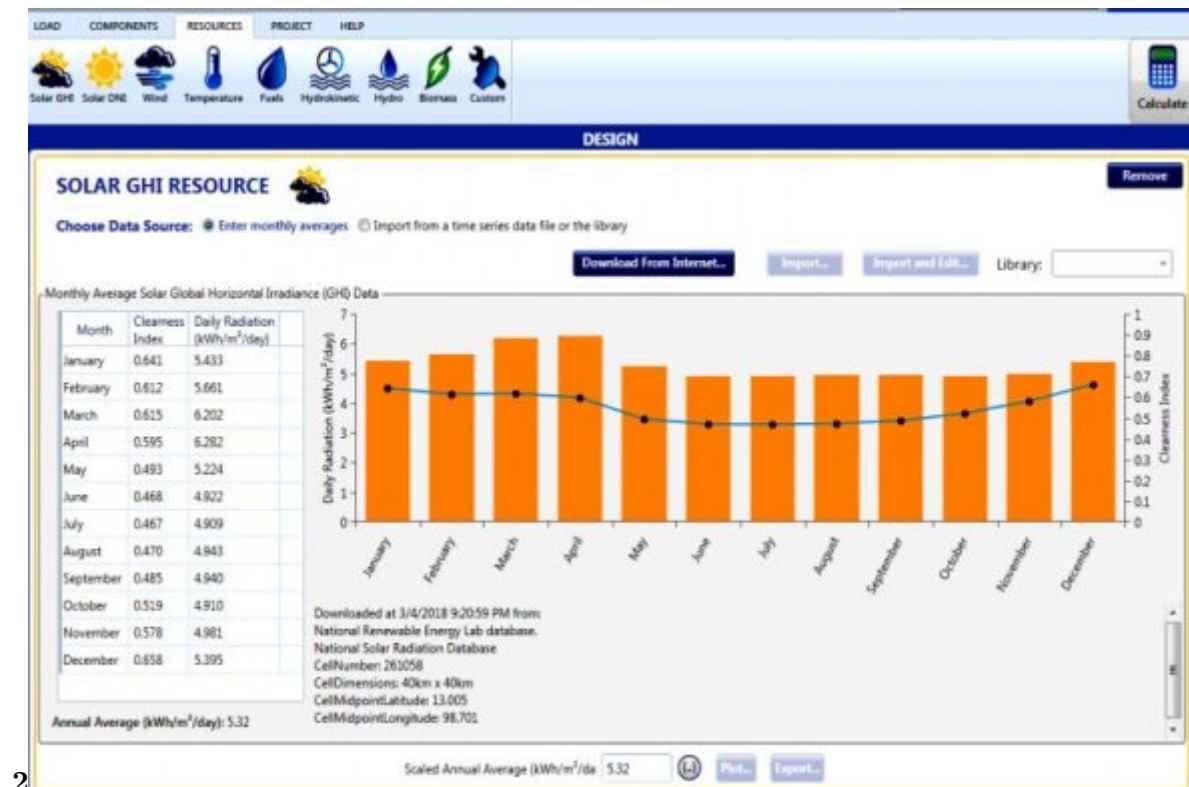 LOAD COMPONENTS RESOURCES PROJECT HELP
Solar GHI Solar DNI Wind Temperature Fuels Hydrokinetic Hydro Biomass Custom
Calculate
DESIGN
SOLAR GHI RESOURCE
Remove
Choose Data Source: Enter monthly averages Import from a time series data file or the library
Download From Internet... Import... Import and Edit... Library:
Monthly Average Solar Global Horizontal Irradiance (GHI) Data
Month Clearness Index Daily Radiation (kWh/m²/day)
January 0.641 5.433
February 0.612 5.661
March 0.615 6.202
April 0.595 6.282
May 0.493 5.224
June 0.468 4.922
July 0.467 4.909
August 0.470 4.943
September 0.485 4.940
October 0.519 4.910
November 0.578 4.981
December 0.658 5.395
Annual Average (kWh/m²/day): 5.32
Daily Radiation (kWh/m²/day)
7
6
5
4
3
2
1
0
1
0.9
0.8
0.7
0.6
0.5
0.4
0.3
0.2
0.1
0
Clearness Index
January February March April May June July August September October November December
Downloaded at 3/4/2018 9:20:59 PM from:
National Renewable Energy Lab database.
National Solar Radiation Database
CellNumber: 261058
CellDimensions: 40km x 40km
CellMidpointLatitude: 13.005
CellMidpointLongitude: 98.701
Scaled Annual Average (kWh/m²/da 5.32 {..} Plot... Export...
2